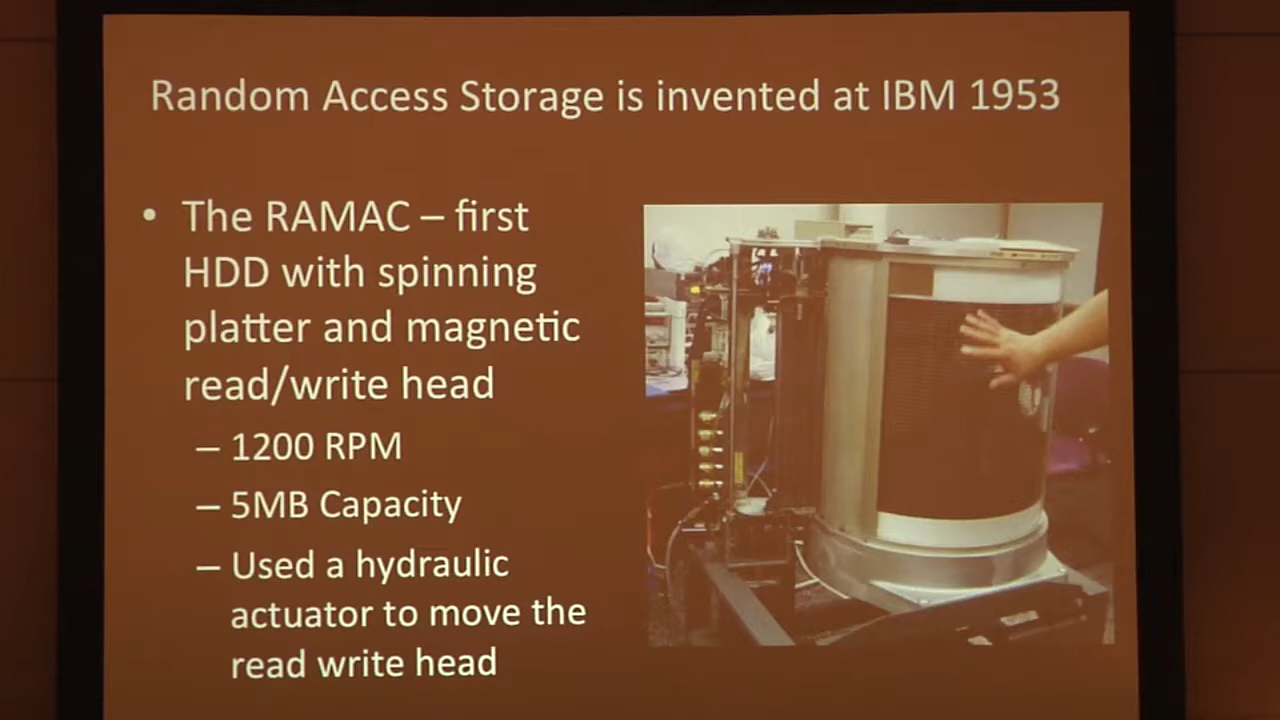 Random Access Storage is invented at IBM 1953
• The RAMAC – first
HDD with spinning
platter and magnetic
read/write head
– 1200 RPM
– 5MB Capacity
– Used a hydraulic
actuator to move the
read write head